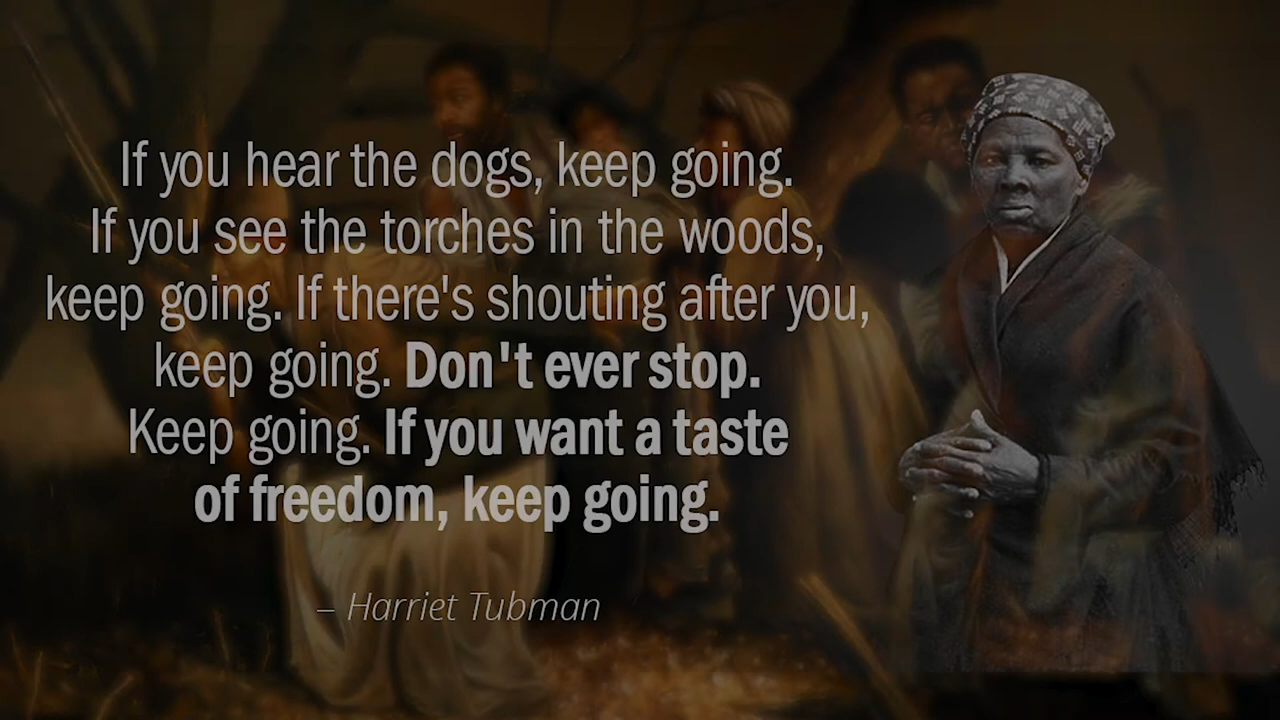 If you hear the dogs, keep going.
If you see the torches in the woods,
keep going. If there's shouting after you,
keep going. Don't ever stop.
Keep going. If you want a taste
of freedom, keep going.
– Harriet Tubman